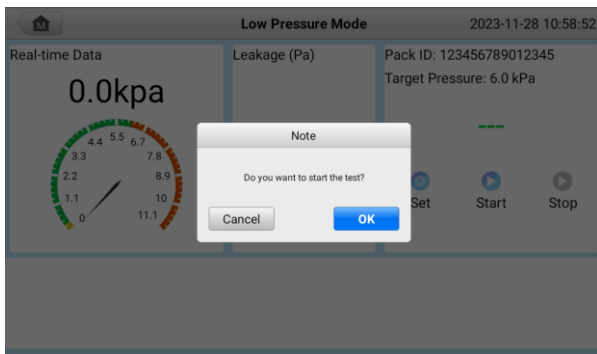 M
Low Pressure Mode
2023-11-28 10:58:52
Real-time Data
0.0kpa
0
1.1
2.2
3.3
4.4
5.5
6.7
7.8
8.9
10
11.1
Leakage (Pa)
Pack ID: 123456789012345
Target Pressure: 6.0 kPa
---
Set
Start
Stop
Note
Do you want to start the test?
Cancel
OK